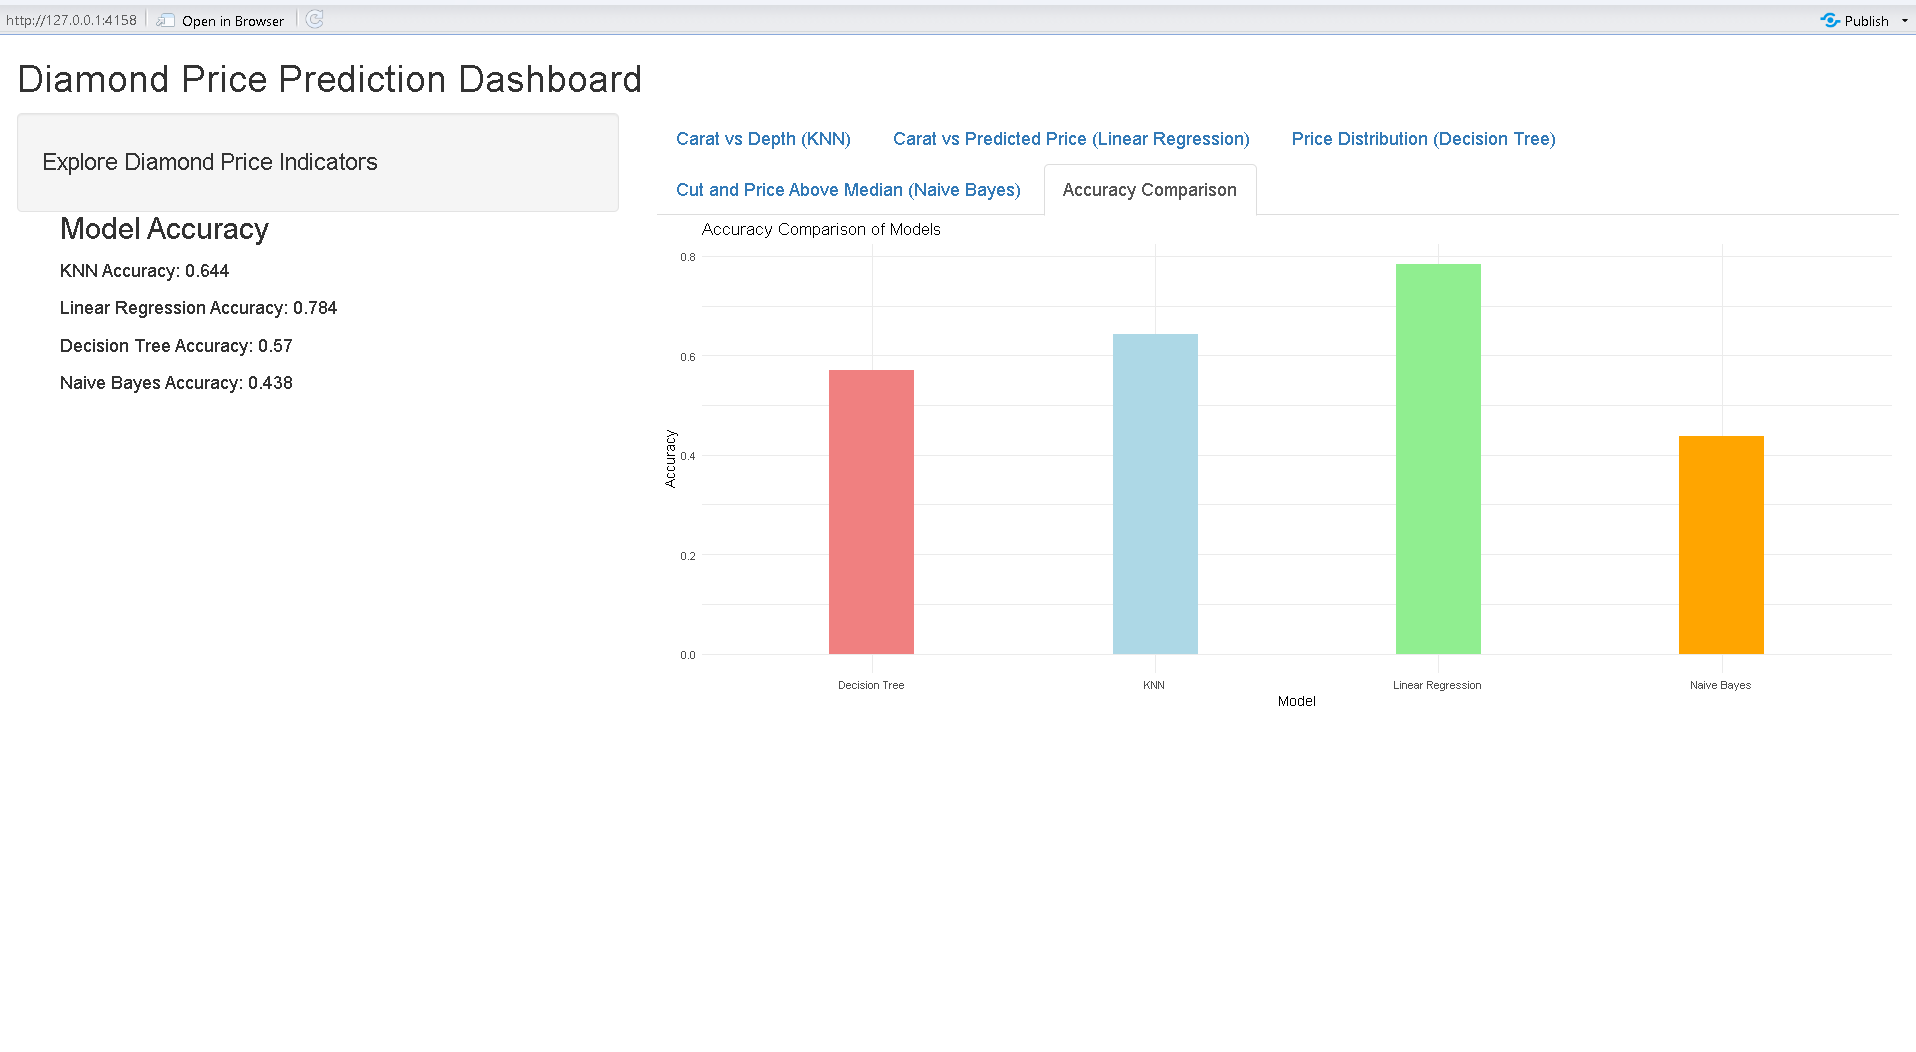 http://127.0.0.1:4158 Open in Browser Publish
Diamond Price Prediction Dashboard
Explore Diamond Price Indicators
Model Accuracy
KNN Accuracy: 0.644
Linear Regression Accuracy: 0.784
Decision Tree Accuracy: 0.57
Naive Bayes Accuracy: 0.438
Carat vs Depth (KNN) Carat vs Predicted Price (Linear Regression) Price Distribution (Decision Tree)
Cut and Price Above Median (Naive Bayes) Accuracy Comparison
Accuracy Comparison of Models
0.8
0.6
0.4
0.2
0.0
Accuracy
Decision Tree KNN Linear Regression Naive Bayes
Model